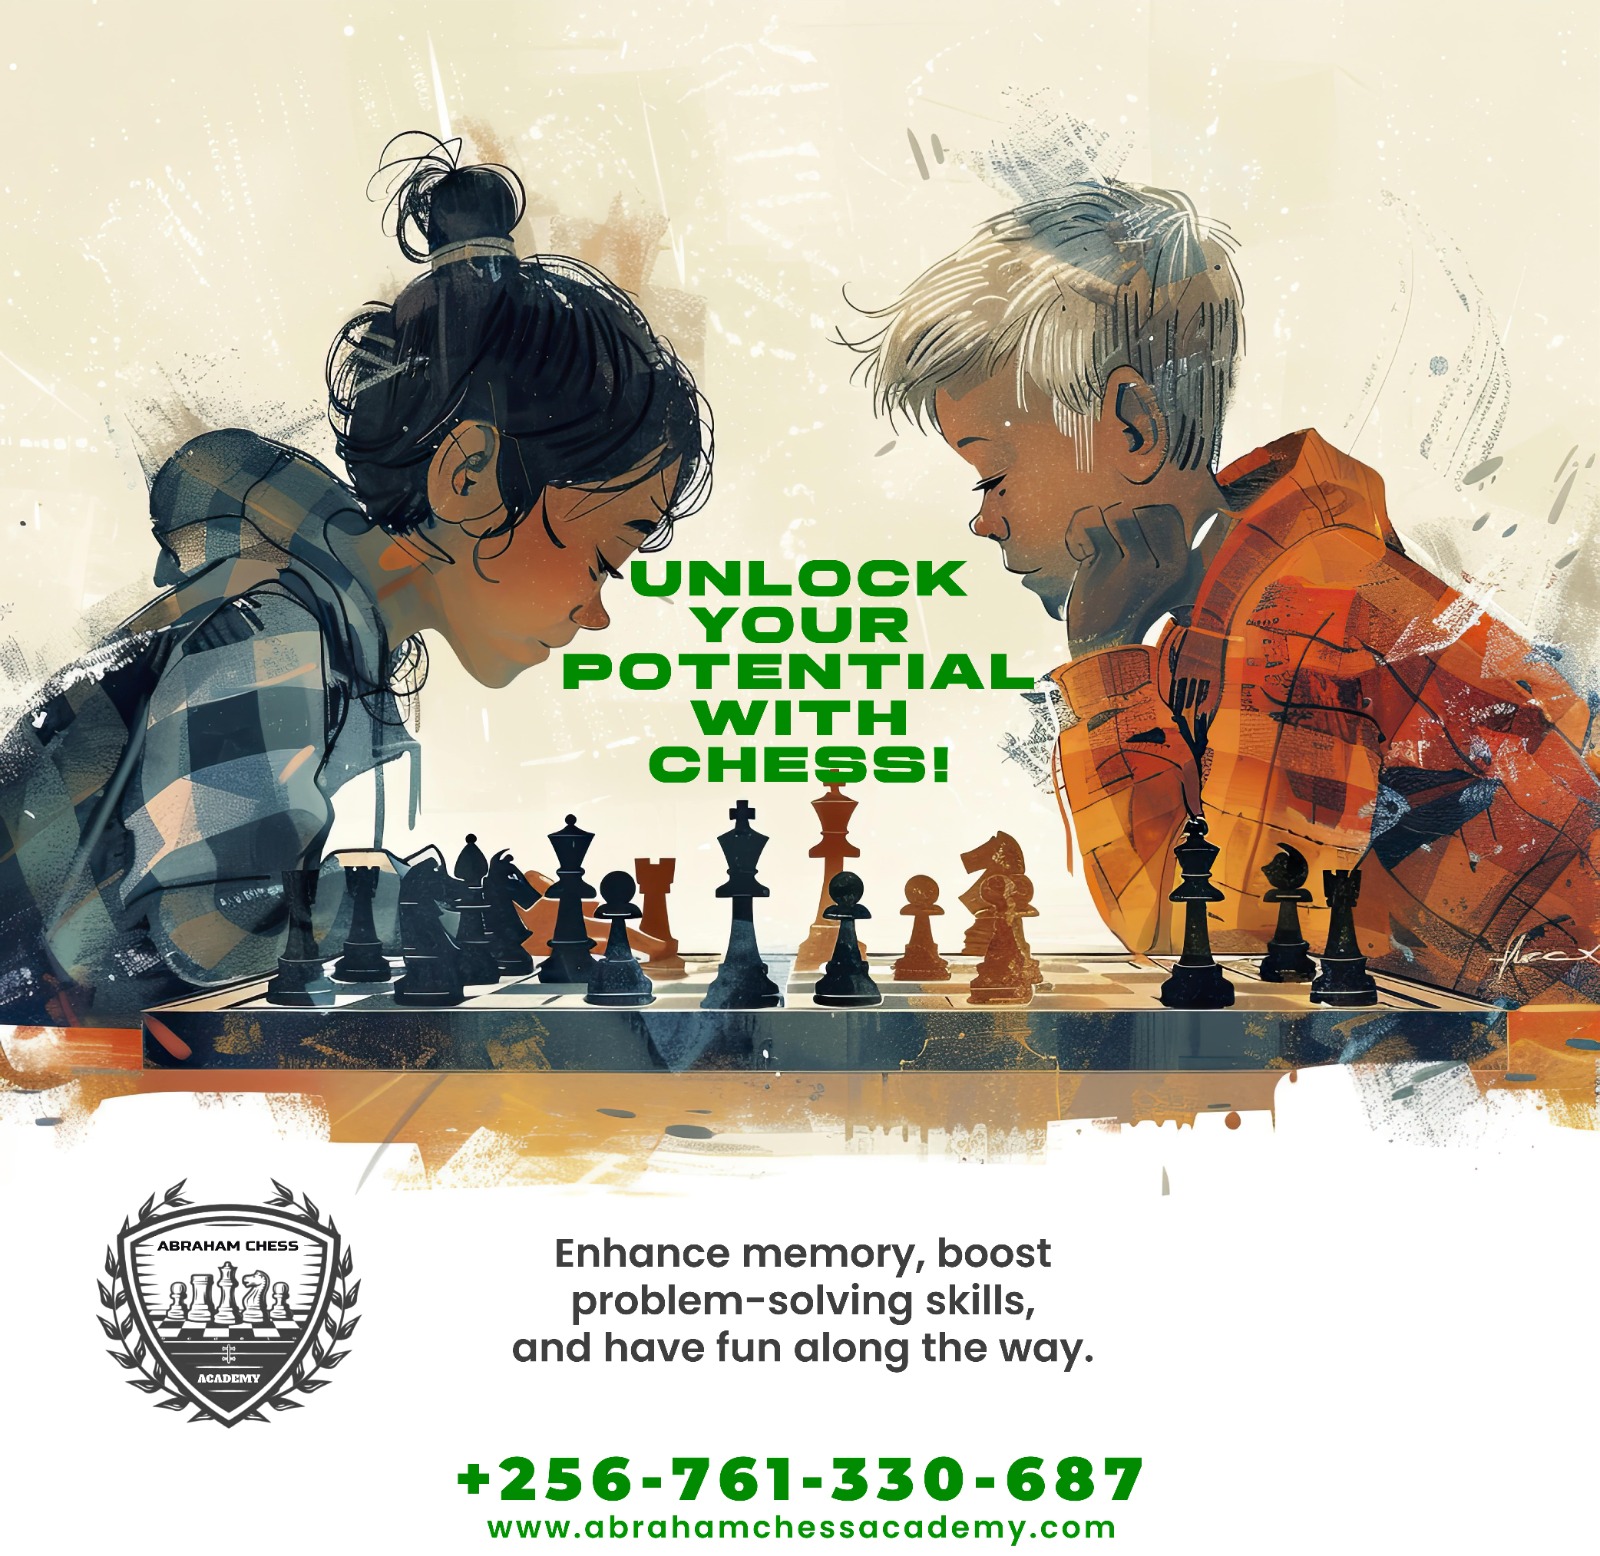 UNLOCK
YOUR
POTENTIAL
WITH
CHESS!
ABRAHAM CHESS
ACADEMY
Enhance memory, boost
problem-solving skills,
and have fun along the way.
+256-761-330-687
www.abrahamchessacademy.com